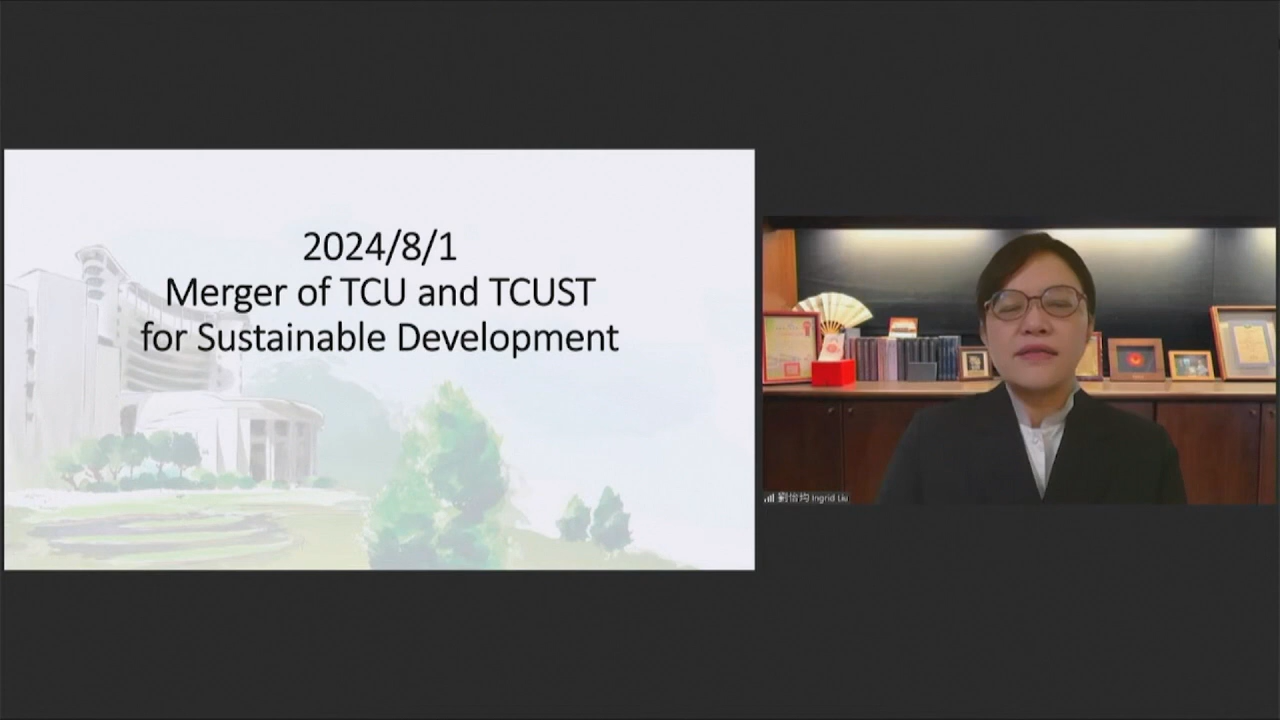 2024/8/1
Merger of TCU and TCUST
for Sustainable Development
劉怡均 Ingrid Liu